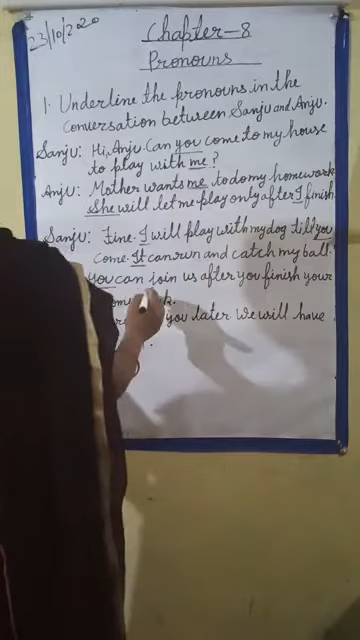 23/10/2020
Chapter-8
Pronouns
1. Underline the pronouns in the
conversation between Sanju and Anju.
Sanju: Hi, Anju. Can you come to my house
to play with me?
Anju: Mother wants me to do my homework
She will let me play only after I finish
Sanju: Fine. I will play with my dog till you
come. It can run and catch my ball.
You can join us after you finish your
k.
you later we will have